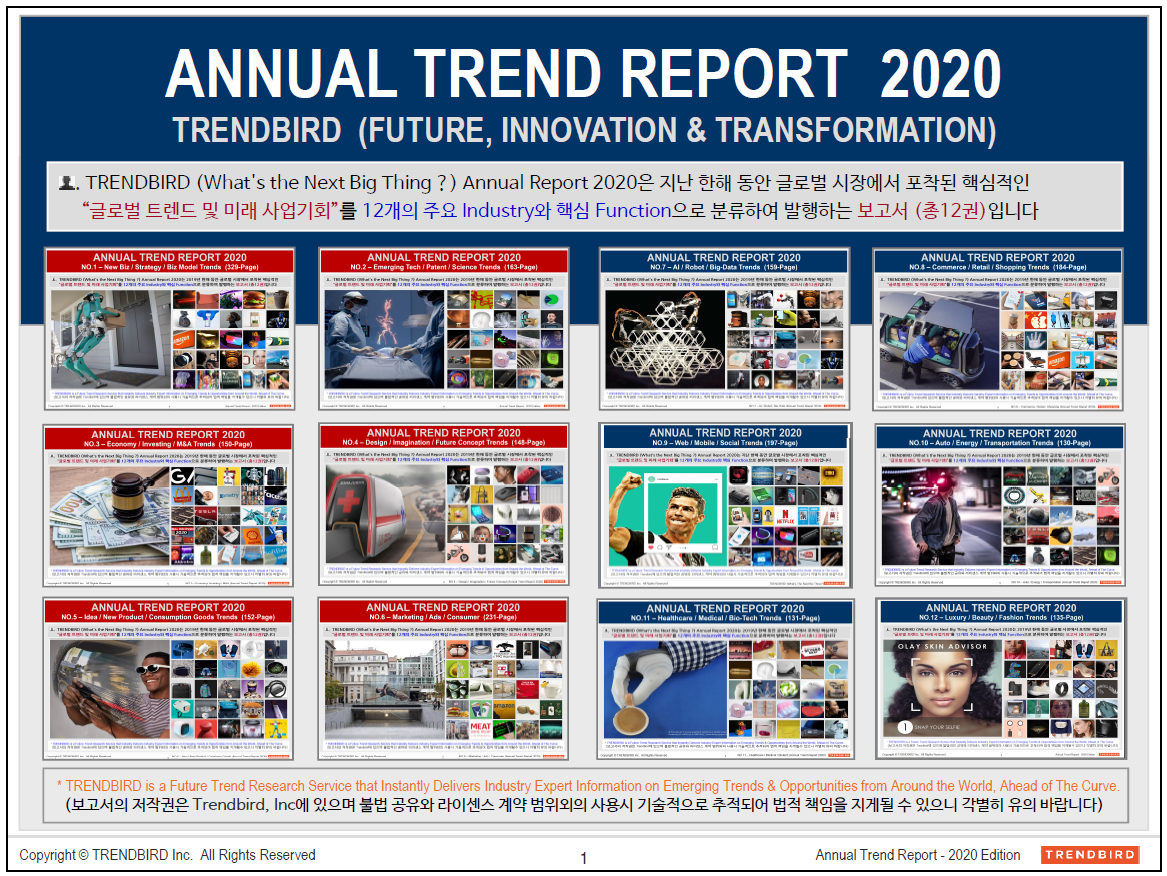 ANNUAL TREND REPORT 2020
TRENDBIRD (FUTURE, INNOVATION & TRANSFORMATION)
TRENDBIRD (What's the Next Big Thing ?) Annual Report 2020은 지난 한해 동안 글로벌 시장에서 포착된 핵심적인
“글로벌 트렌드 및 미래 사업기회”를 12개의 주요 Industry와 핵심 Function으로 분류하여 발행하는 보고서 (총12권)입니다
ANNUAL TREND REPORT 2020
NO.1 – New Biz / Strategy / Biz Model Trends (329-Page)
ANNUAL TREND REPORT 2020
NO.2 – Emerging Tech / Patent / Science Trends (163-Page)
ANNUAL TREND REPORT 2020
NO.7 – AI / Robot / Big-Data Trends (159-Page)
ANNUAL TREND REPORT 2020
NO.8 – Commerce / Retail / Shopping Trends (184-Page)
ANNUAL TREND REPORT 2020
NO.3 – Economy / Investing / M&A Trends (150-Page)
ANNUAL TREND REPORT 2020
NO.4 – Design / Imagination / Future Concept Trends (148-Page)
ANNUAL TREND REPORT 2020
NO.9 – Web / Mobile / Social Trends (197-Page)
NETFLIX
ANNUAL TREND REPORT 2020
NO.10 – Auto / Energy / Transportation Trends (130-Page)
ANNUAL TREND REPORT 2020
NO.5 – Idea / New Product / Consumption Goods Trends (152-Page)
ANNUAL TREND REPORT 2020
NO.6 – Marketing / Ads / Consumer (231-Page)
MEAT
ANNUAL TREND REPORT 2020
NO.11 – Healthcare / Medical / Bio-Tech Trends (131-Page)
ANNUAL TREND REPORT 2020
NO.12 – Luxury / Beauty / Fashion Trends (135-Page)
OLAY SKIN ADVISOR
1 SNAP YOUR SELFIE
* TRENDBIRD is a Future Trend Research Service that Instantly Delivers Industry Expert Information on Emerging Trends & Opportunities from Around the World, Ahead of The Curve.
(보고서의 저작권은 Trendbird, Inc에 있으며 불법 공유와 라이센스 계약 범위외의 사용시 기술적으로 추적되어 법적 책임을 지게될 수 있으니 각별히 유의 바랍니다)
Copyright © TRENDBIRD Inc. All Rights Reserved
1
Annual Trend Report - 2020 Edition
TRENDBIRD